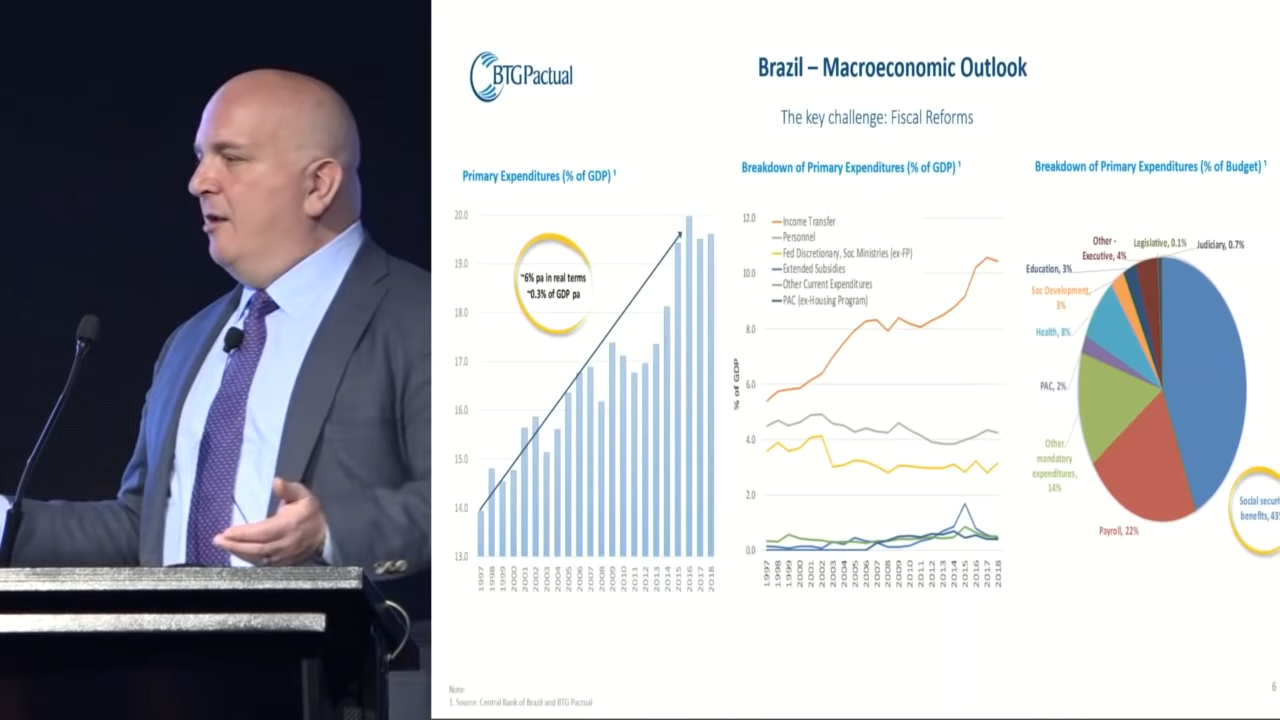 BTGPactual
Brazil – Macroeconomic Outlook
The key challenge: Fiscal Reforms
Primary Expenditures (% of GDP) ¹
20.0
19.0
18.0
17.0
16.0
15.0
14.0
13.0
~6% pa in real terms
~0.3% of GDP pa
1997
1998
1999
2000
2001
2002
2003
2004
2005
2006
2007
2008
2009
2010
2011
2012
2013
2014
2015
2016
2017
2018
Breakdown of Primary Expenditures (% of GDP) ¹
% of GDP
12.0
10.0
8.0
6.0
4.0
2.0
0.0
Income Transfer
Personnel
Fed Discretionary, Soc Ministries (ex-FP)
Extended Subsidies
Other Current Expenditures
PAC (ex-Housing Program)
1997
1998
1999
2000
2001
2002
2003
2004
2005
2006
2007
2008
2009
2010
2011
2012
2013
2014
2015
2016
2017
2018
Breakdown of Primary Expenditures (% of Budget) ¹
Other -
Executive, 4%
Legislative, 0.1%
Judiciary, 0.7%
Education, 3%
Soc Development,
3%
Health, 8%
PAC, 2%
Other
mandatory
expenditures,
14%
Payroll, 22%
Social securit
benefits, 43
Note:
1. Source: Central Bank of Brazil and BTG Pactual
6